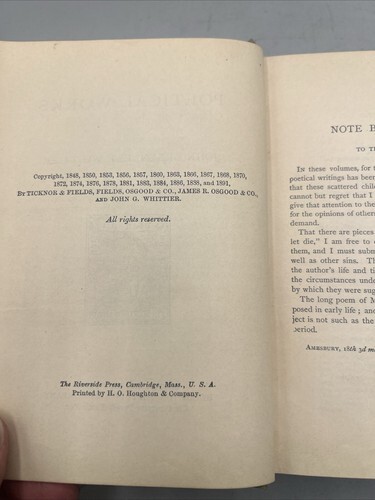 Copyright, 1848, 1850, 1853, 1856, 1857, 1860, 1863, 1866, 1867, 1868, 1870,
1872, 1874, 1876, 1878, 1881, 1883, 1884, 1886, 1888, and 1891,
BY TICKNOR & FIELDS, FIELDS, OSGOOD & CO., JAMES R. OSGOOD & CO.,
AND JOHN G. WHITTIER.
All rights reserved.
The Riverside Press, Cambridge, Mass., U. S. A.
Printed by H. O. Houghton & Company.
NOTE B
TO TH
IN these volumes, for t
poetical writings has been
that these scattered child
cannot but regret that I
give that attention to the
for the opinions of other
demand.
That there are pieces
let die," I am free to
them, and I must subm
well as other sins. Th
the author's life and ti
the circumstances under
by which they were sug
The long poem of M
posed in early life; and
ject is not such as the
period.
AMESBURY, 18th 3d m